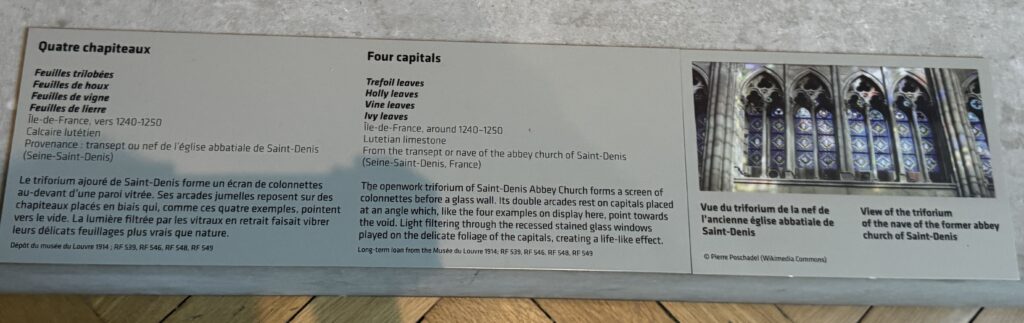 Quatre chapiteaux
Feuilles trilobées
Feuilles de houx
Feuilles de vigne
Feuilles de lierre
Île-de-France, vers 1240-1250
Calcaire lutétien
Provenance : transept ou nef de l'église abbatiale de Saint-Denis
(Seine-Saint-Denis)
Le triforium ajouré de Saint-Denis forme un écran de colonnettes
au-devant d'une paroi vitrée. Ses arcades jumelles reposent sur des
chapiteaux placés en biais qui, comme ces quatre exemples, pointent
vers le vide. La lumière filtrée par les vitraux en retrait faisait vibrer
leurs délicats feuillages plus vrais que nature.
Dépôt du musée du Louvre 1914 ; RF 539, RF 546, RF 548, RF 549
Four capitals
Trefoil leaves
Holly leaves
Vine leaves
Ivy leaves
Île-de-France, around 1240-1250
Lutetian limestone
From the transept or nave of the abbey church of Saint-Denis
(Seine-Saint-Denis, France)
The openwork triforium of Saint-Denis Abbey Church forms a screen of
colonnettes before a glass wall. Its double arcades rest on capitals placed
at an angle which, like the four examples on display here, point towards
the void. Light filtering through the recessed stained glass windows
played on the delicate foliage of the capitals, creating a life-like effect.
Long-term loan from the Musée du Louvre 1914; RF 539, RF 546, RF 548, RF 549
Vue du triforium de la nef de
l'ancienne église abbatiale de
Saint-Denis
View of the triforium
of the nave of the former abbey
church of Saint-Denis
© Pierre Poschadel (Wikimedia Commons)